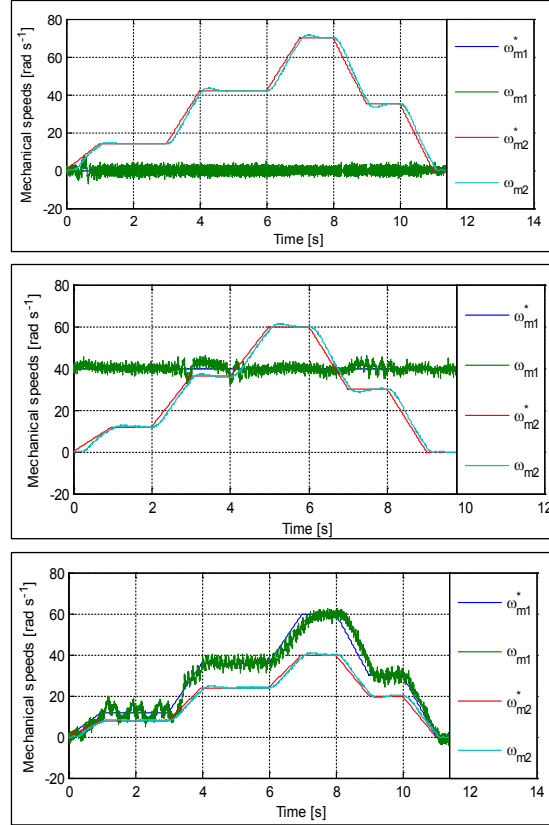 80
60
40
20
0
-20
0 2 4 6 8 10 12 14
Mechanical speeds [rad s⁻¹]
Time [s]
ω*m1
ωm1
ω*m2
ωm2
80
60
40
20
0
-20
0 2 4 6 8 10 12
Mechanical speeds [rad s⁻¹]
Time [s]
ω*m1
ωm1
ω*m2
ωm2
80
60
40
20
0
-20
0 2 4 6 8 10 12 14
Mechanical speeds [rad s⁻¹]
Time [s]
ω*m1
ωm1
ω*m2
ωm2